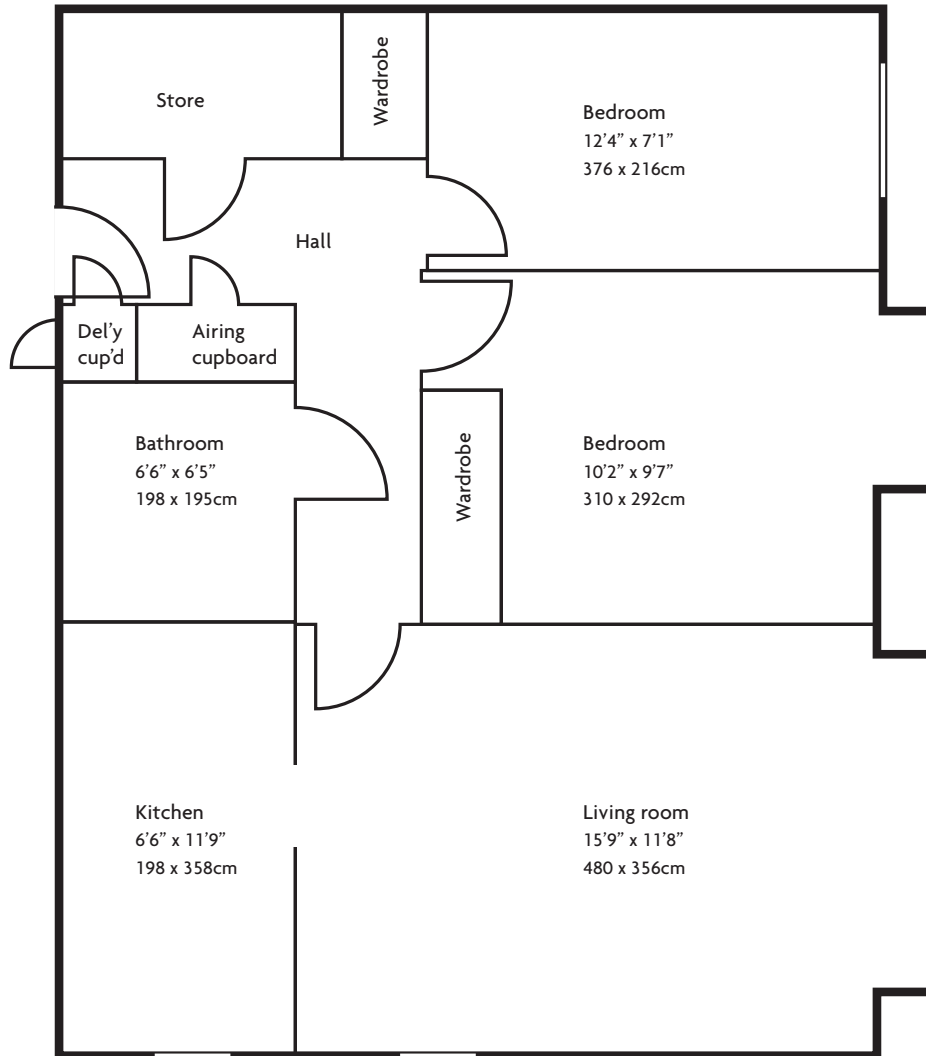 Store
Wardrobe
Bedroom
12’4” x 7’1”
376 x 216cm
Hall
Del’y
cup’d
Airing
cupboard
Bathroom
6’6” x 6’5”
198 x 195cm
Wardrobe
Bedroom
10’2” x 9’7”
310 x 292cm
Kitchen
6’6” x 11’9”
198 x 358cm
Living room
15’9” x 11’8”
480 x 356cm